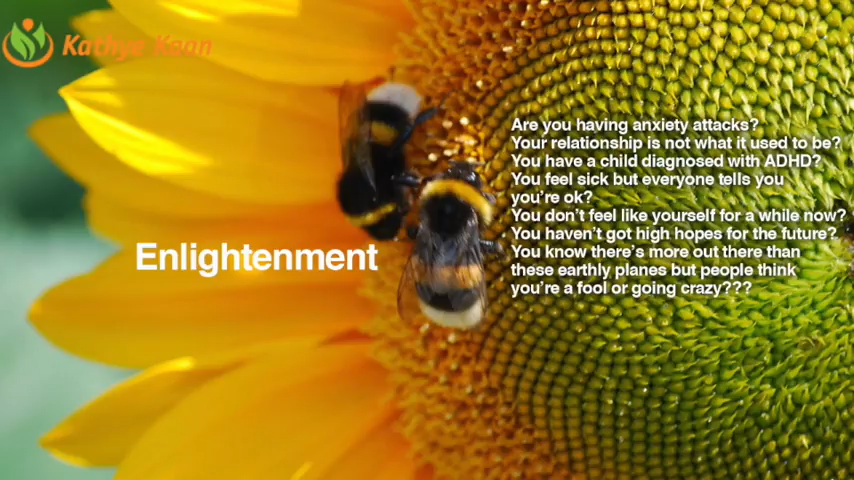 Kathye Kaan
Enlightenment
Are you having anxiety attacks?
Your relationship is not what it used to be?
You have a child diagnosed with ADHD?
You feel sick but everyone tells you
you're ok?
You don't feel like yourself for a while now?
You haven't got high hopes for the future?
You know there's more out there than
these earthly planes but people think
you're a fool or going crazy???